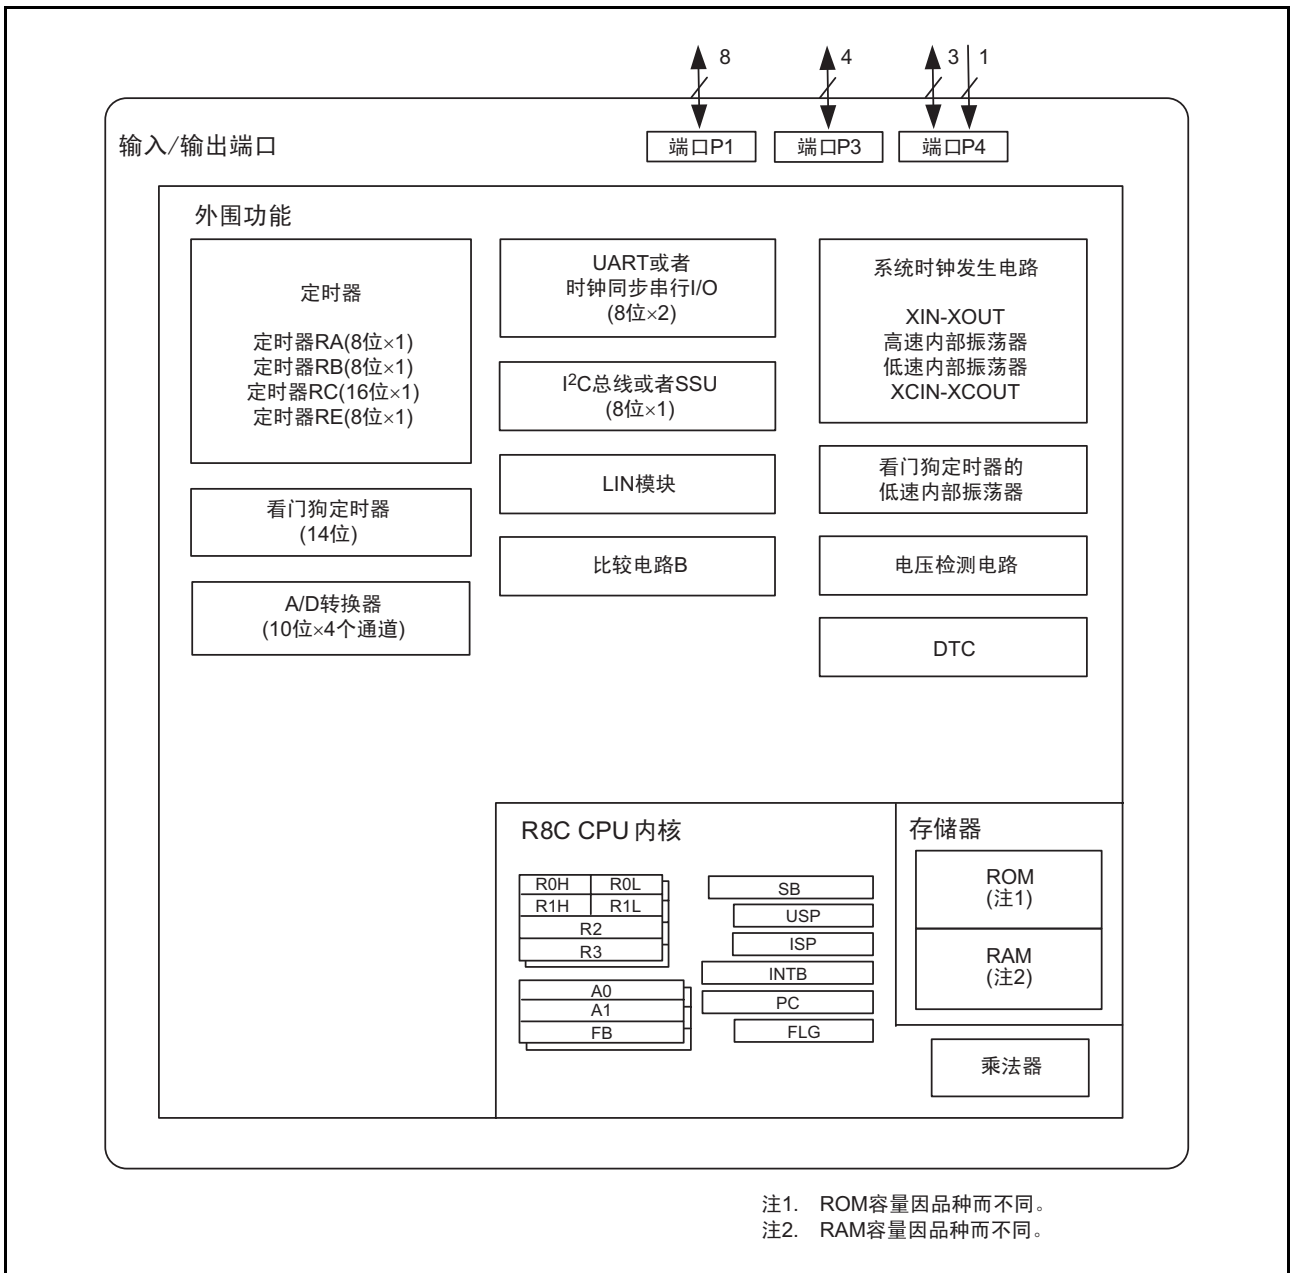 8
4
3
1
输入/输出端口
端口P1
端口P3
端口P4
外围功能
定时器
定时器RA(8位×1)
定时器RB(8位×1)
定时器RC(16位×1)
定时器RE(8位×1)
看门狗定时器
(14位)
A/D转换器
(10位×4个通道)
UART或者
时钟同步串行I/O
(8位×2)
I²C总线或者SSU
(8位×1)
LIN模块
比较电路B
系统时钟发生电路
XIN-XOUT
高速内部振荡器
低速内部振荡器
XCIN-XCOUT
看门狗定时器的
低速内部振荡器
电压检测电路
DTC
R8C CPU 内核
R0H
R0L
R1H
R1L
R2
R3
A0
A1
FB
SB
USP
ISP
INTB
PC
FLG
存储器
ROM
(注1)
RAM
(注2)
乘法器
注1. ROM容量因品种而不同。
注2. RAM容量因品种而不同。